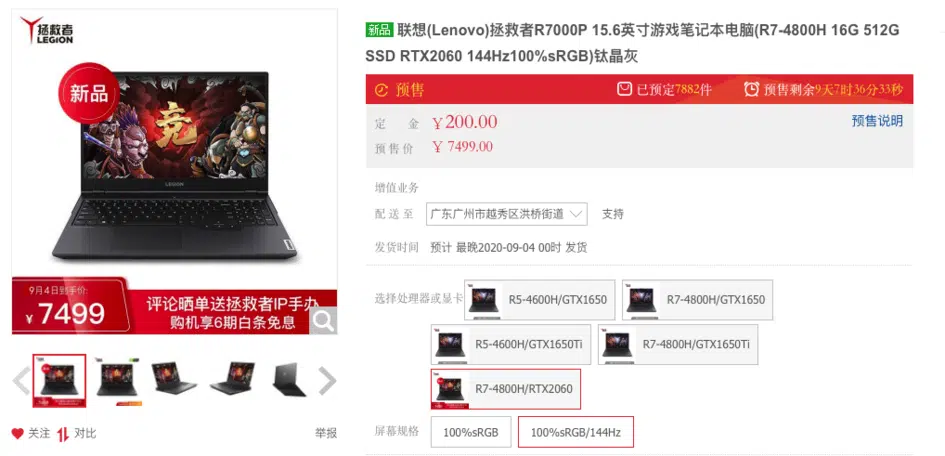 拯救者
LEGION
新品
竞
LEGION
9月4日到手价:
¥7499
评论晒单送拯救者IP手办
购机享6期白条免息
关注
对比
举报
新品 联想(Lenovo)拯救者R7000P 15.6英寸游戏笔记本电脑(R7-4800H 16G 512G
SSD RTX2060 144Hz100%sRGB)钛晶灰
预售 已预定7882件 预售剩余9天7时36分33秒
定金 ¥200.00 预售说明
预售价 ¥7499.00
增值业务
配送至 广东广州市越秀区洪桥街道 支持
发货时间 预计 最晚2020-09-04 00时 发货
选择处理器或显卡 R5-4600H/GTX1650 R7-4800H/GTX1650
R5-4600H/GTX1650Ti R7-4800H/GTX1650Ti
R7-4800H/RTX2060
屏幕规格 100%sRGB 100%sRGB/144Hz